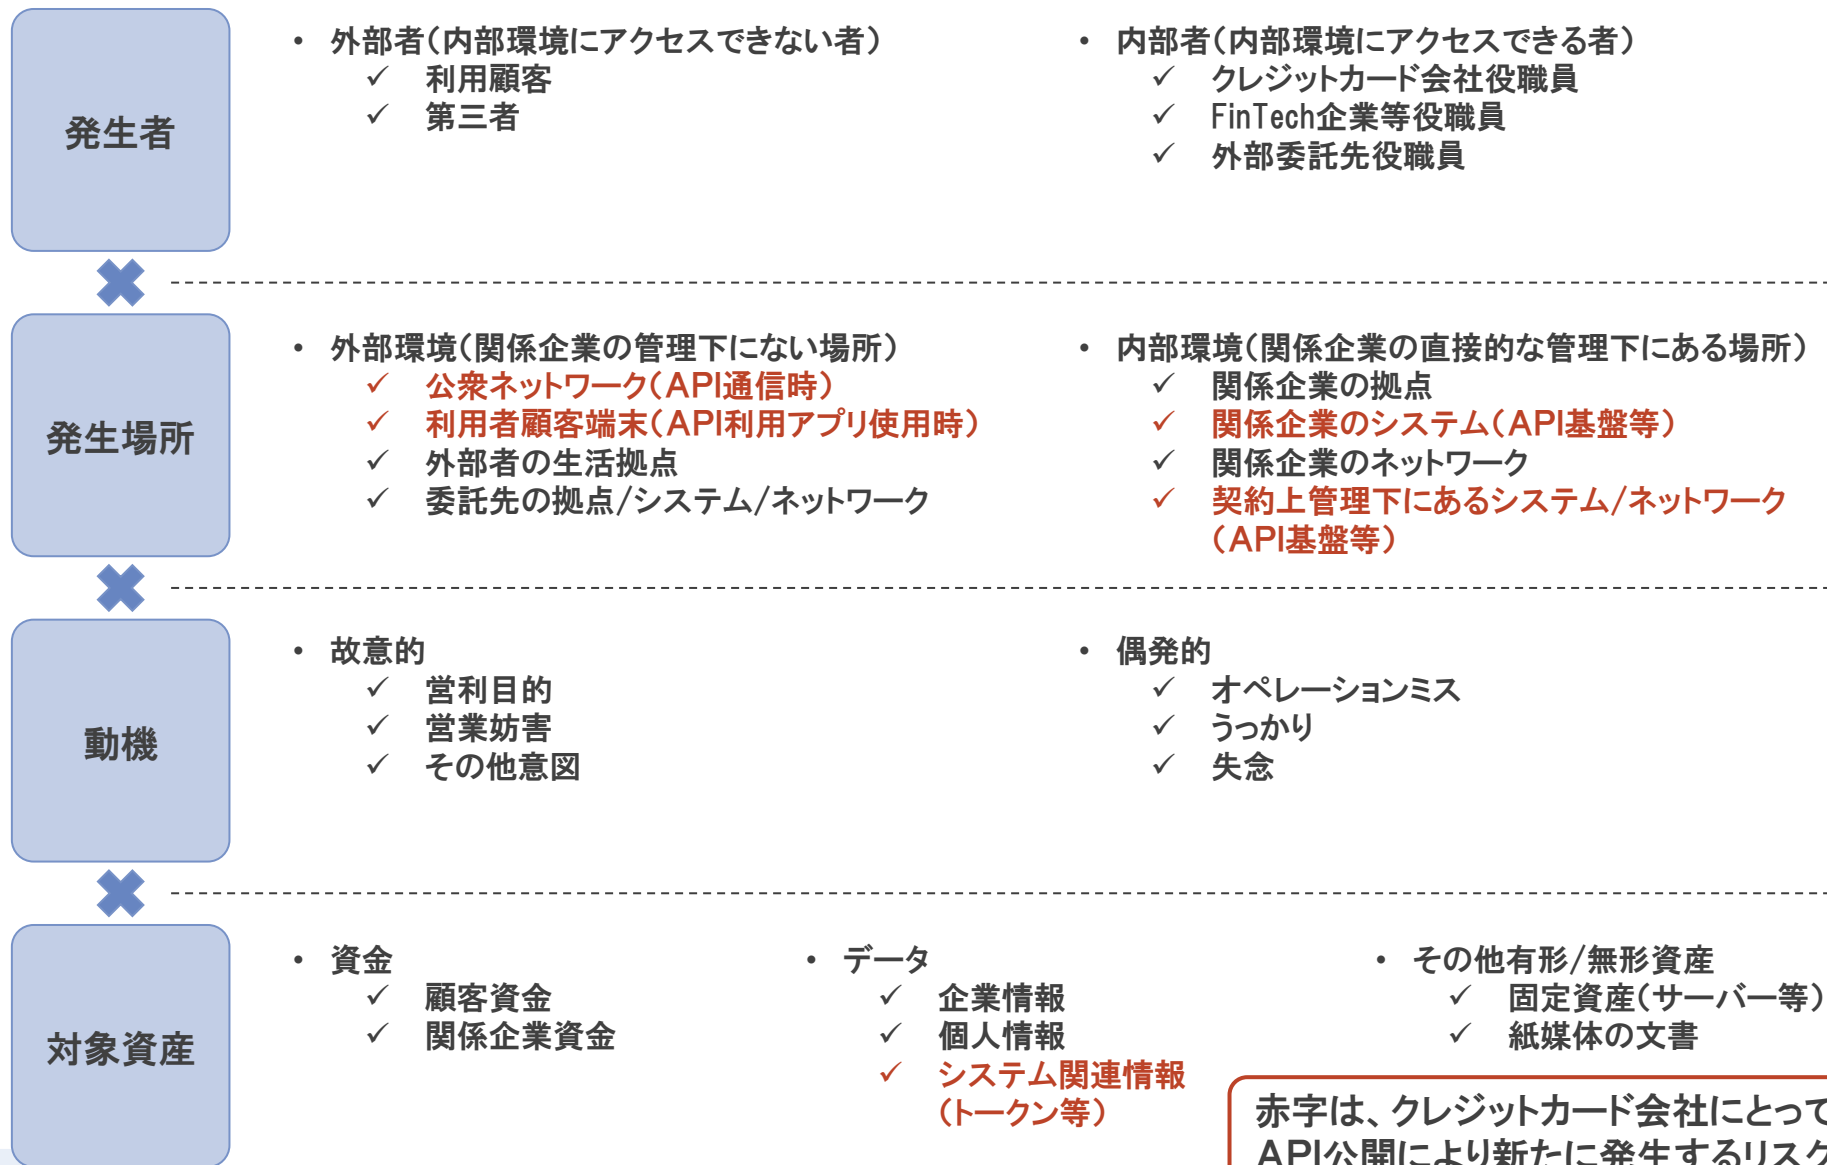 発生者
・ 外部者（内部環境にアクセスできない者）
✓ 利用顧客
✓ 第三者
・ 内部者（内部環境にアクセスできる者）
✓ クレジットカード会社役職員
✓ FinTech企業等役職員
✓ 外部委託先役職員
発生場所
・ 外部環境（関係企業の管理下にない場所）
✓ 公衆ネットワーク（API通信時）
✓ 利用者顧客端末（API利用アプリ使用時）
✓ 外部者の生活拠点
✓ 委託先の拠点/システム/ネットワーク
・ 内部環境（関係企業の直接的な管理下にある場所）
✓ 関係企業の拠点
✓ 関係企業のシステム（API基盤等）
✓ 関係企業のネットワーク
✓ 契約上管理下にあるシステム/ネットワーク
（API基盤等）
動機
・ 故意的
✓ 営利目的
✓ 営業妨害
✓ その他意図
・ 偶発的
✓ オペレーションミス
✓ うっかり
✓ 失念
対象資産
・ 資金
✓ 顧客資金
✓ 関係企業資金
・ データ
✓ 企業情報
✓ 個人情報
✓ システム関連情報
（トークン等）
・ その他有形/無形資産
✓ 固定資産（サーバー等）
✓ 紙媒体の文書
赤字は、クレジットカード会社にとって
API公開により新たに発生するリスク